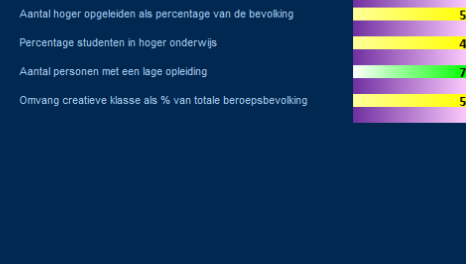 Aantal hoger opgeleiden als percentage van de bevolking 5
Percentage studenten in hoger onderwijs 4
Aantal personen met een lage opleiding 7
Omvang creatieve klasse als % van totale beroepsbevolking 5